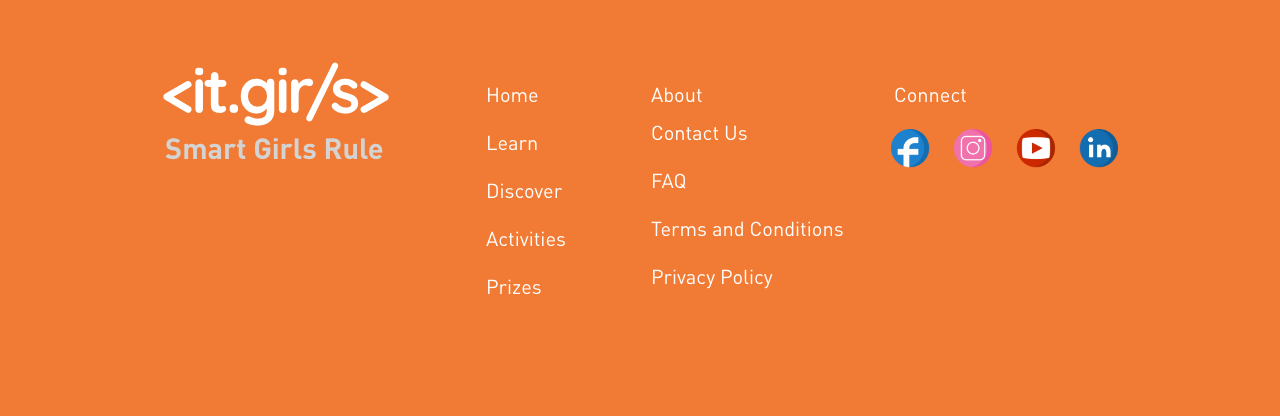 <it.gir/s>
Smart Girls Rule
Home
Learn
Discover
Activities
Prizes
About
Contact Us
FAQ
Terms and Conditions
Privacy Policy
Connect